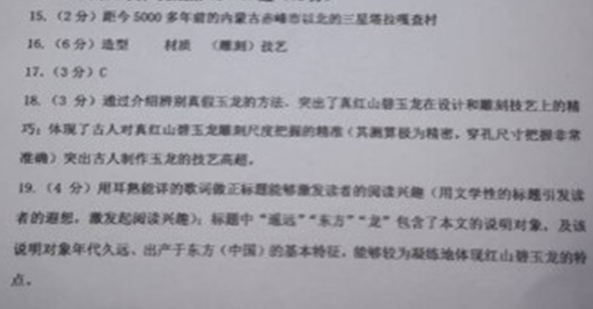 15.（2分）距今5000多年前的内蒙古赤峰市以北的三星塔拉嘎查村
16.（6分）造型 材质 （雕刻）技艺
17.（3分）C
18.（3分）通过介绍辨别真假玉龙的方法．突出了真红山碧玉龙在设计和雕刻技艺上的精
巧；体现了古人对真红山碧玉龙雕刻尺度把握的精准（其测算极为精密，穿孔尺寸把握非常
准确）突出古人制作玉龙的技艺高超。
19.（4分）用耳熟能详的歌词做正标题能够激发读者的阅读兴趣（用文学性的标题引发读
者的遐想，激发起阅读兴趣）；标题中“遥远”“东方”“龙”包含了本文的说明对象，及该
说明对象年代久远、出产于东方（中国）的基本特征，能够较为凝练地体现红山碧玉龙的特
点。